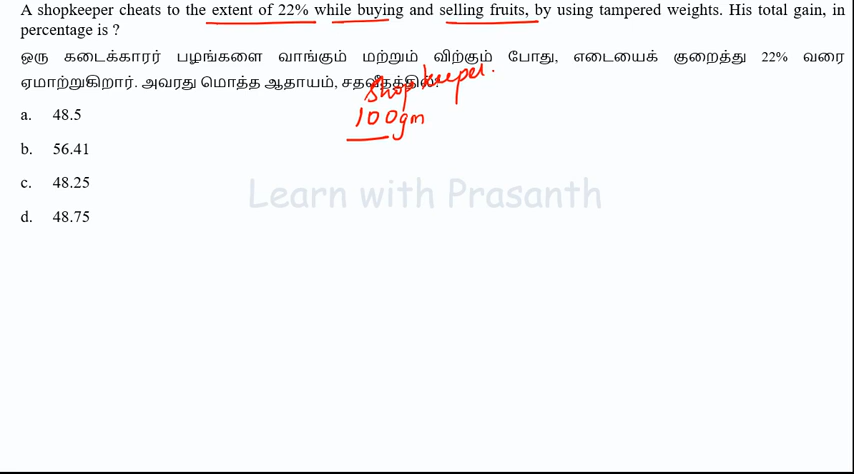 A shopkeeper cheats to the extent of 22% while buying and selling fruits, by using tampered weights. His total gain, in
percentage is ?
ஒரு கடைக்காரர் பழங்களை வாங்கும் மற்றும் விற்கும் போது, எடையைக் குறைத்து 22% வரை
ஏமாற்றுகிறார். அவரது மொத்த ஆதாயம், சதவீதத்தில்?
Shopkeeper.
a. 48.5
100gm
b. 56.41
c. 48.25
Learn with Prasanth
d. 48.75